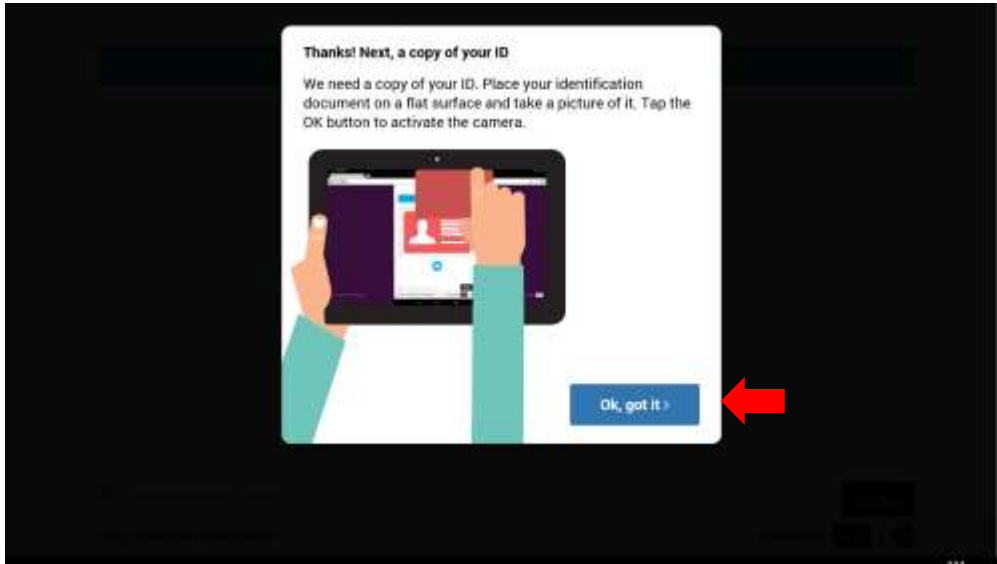 Thanks! Next, a copy of your ID
We need a copy of your ID. Place your identification
document on a flat surface and take a picture of it. Tap the
OK button to activate the camera.
Ok, got it ›